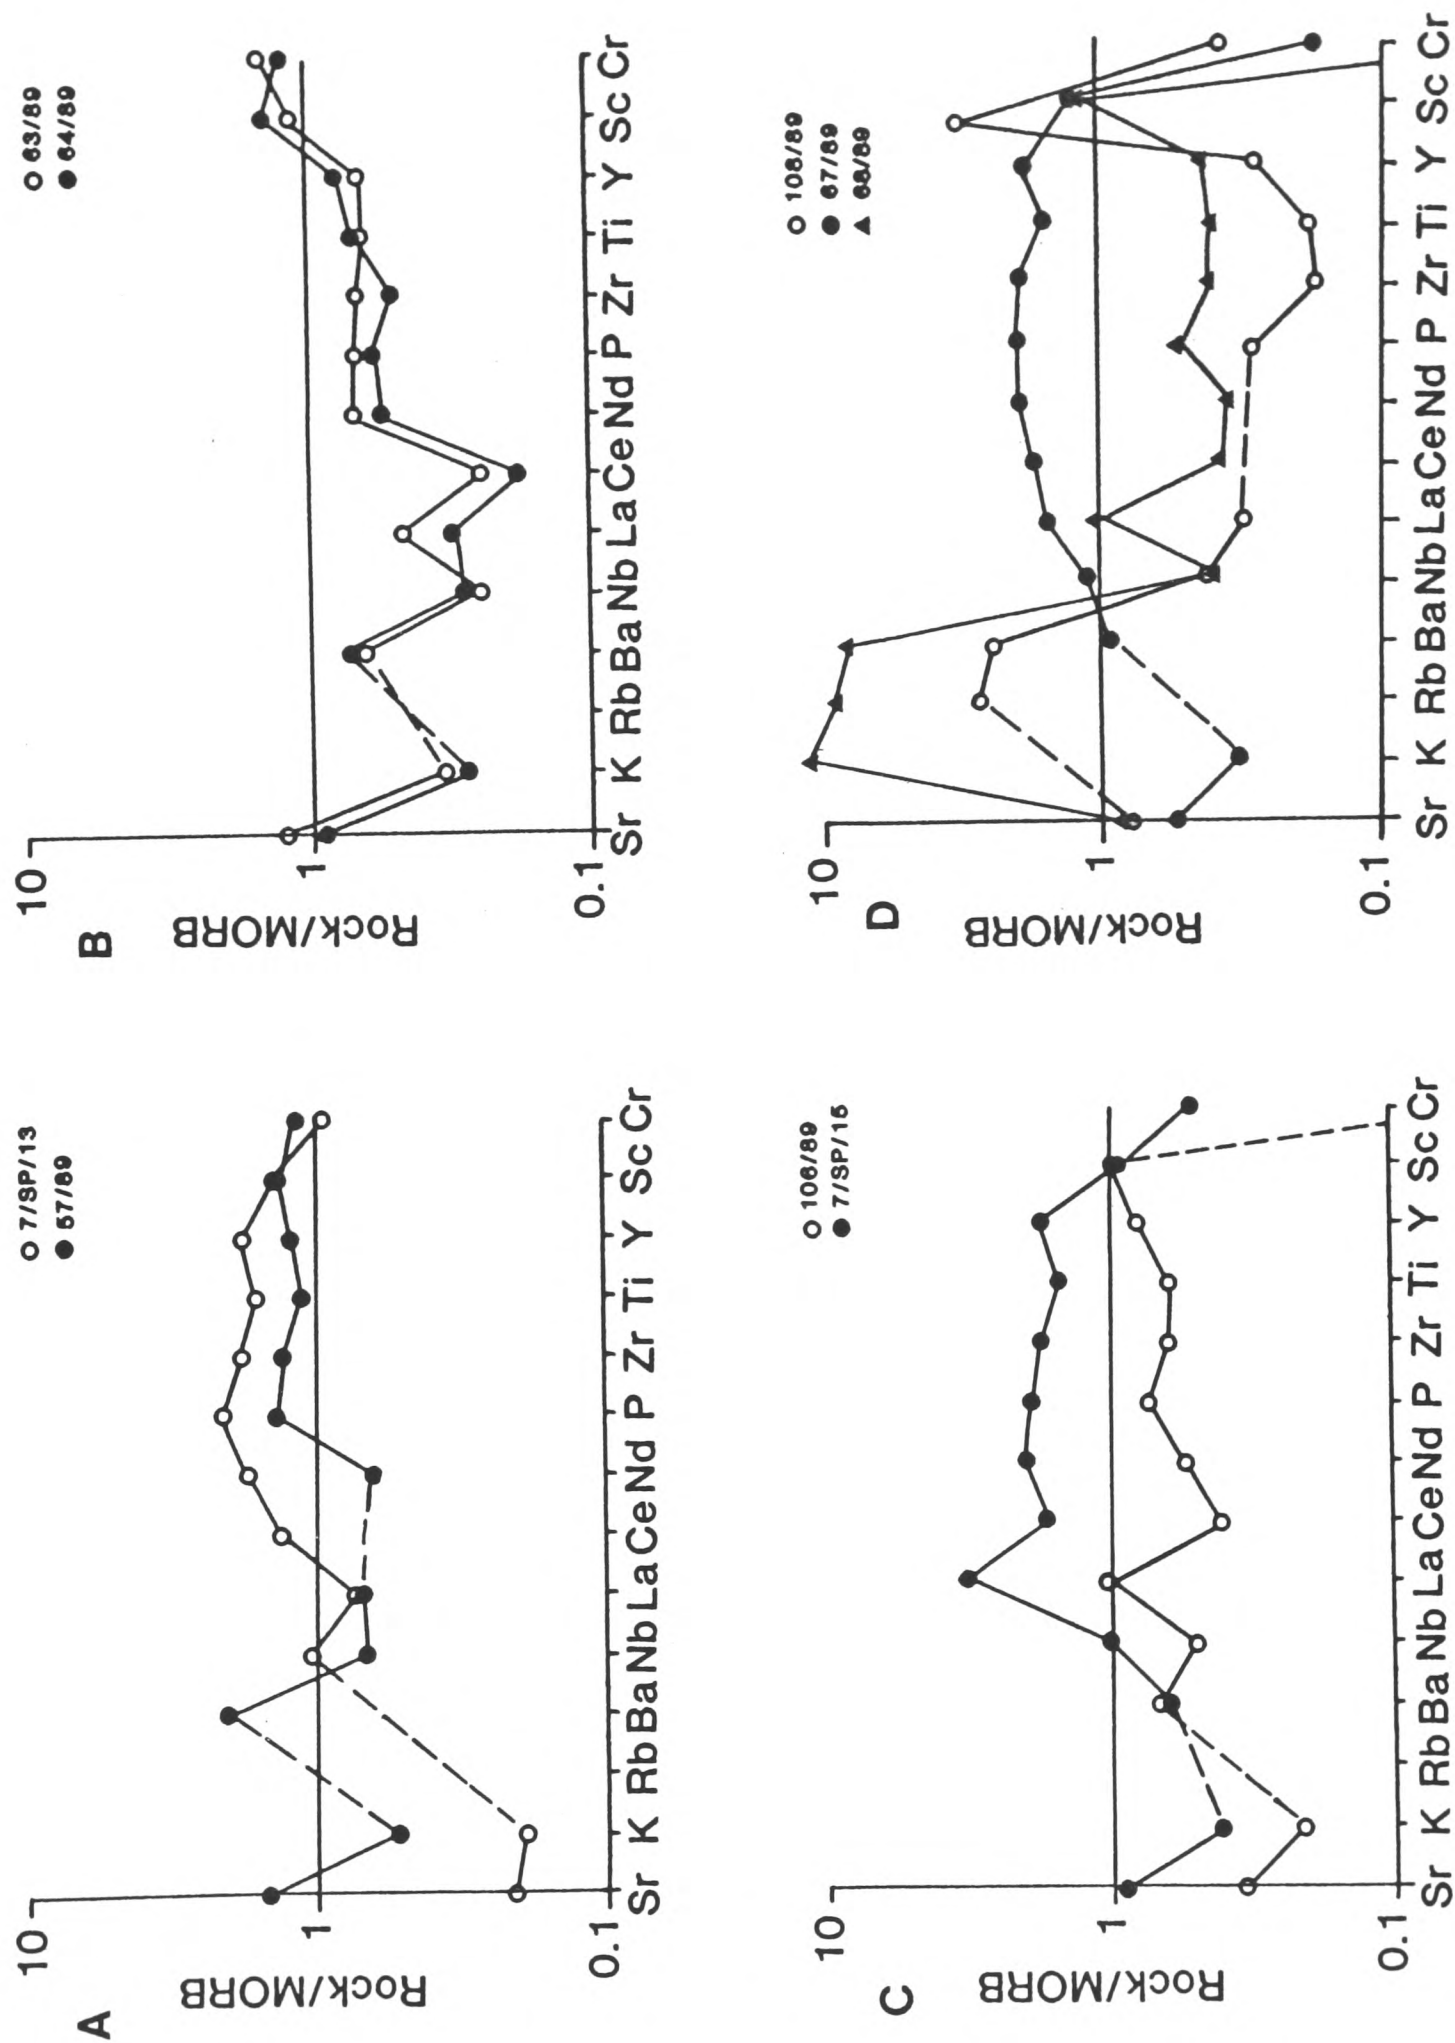 A
7/SP/13
57/89
10
1
0.1
Rock/MORB
Sr K Rb Ba Nb La Ce Nd P Zr Ti Y Sc Cr
B
63/89
64/89
10
1
0.1
Rock/MORB
Sr K Rb Ba Nb La Ce Nd P Zr Ti Y Sc Cr
C
106/89
7/SP/15
10
1
0.1
Rock/MORB
Sr K Rb Ba Nb La Ce Nd P Zr Ti Y Sc Cr
D
108/89
67/89
68/89
10
1
0.1
Rock/MORB
Sr K Rb Ba Nb La Ce Nd P Zr Ti Y Sc Cr